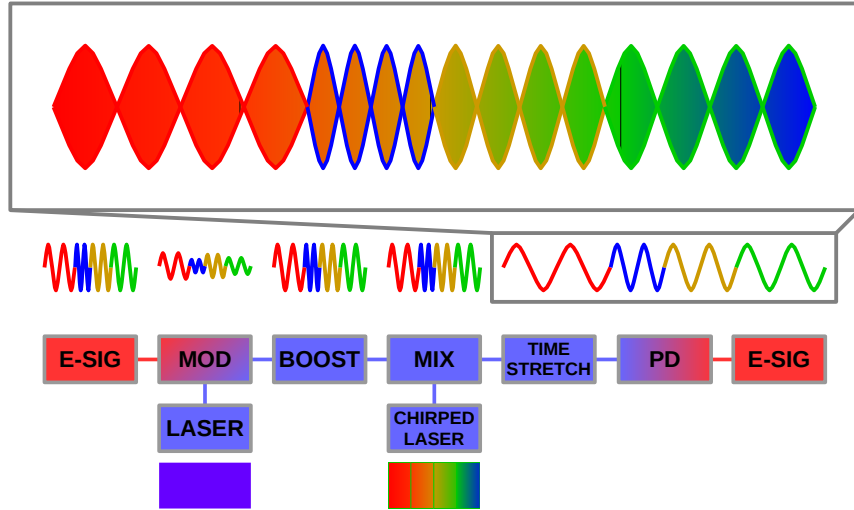 E-SIG
MOD
BOOST
MIX
TIME
STRETCH
PD
E-SIG
LASER
CHIRPED
LASER